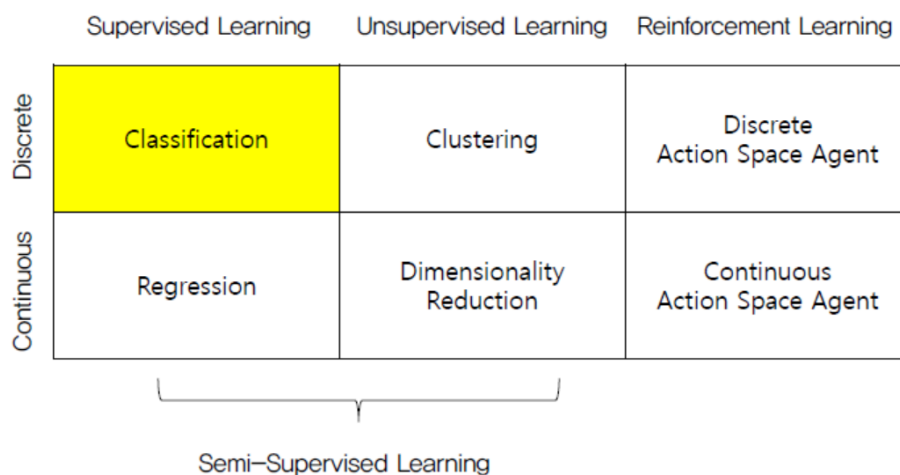 Supervised Learning
Unsupervised Learning
Reinforcement Learning
Discrete
Classification
Clustering
Discrete
Action Space Agent
Continuous
Regression
Dimensionality
Reduction
Continuous
Action Space Agent
Semi-Supervised Learning